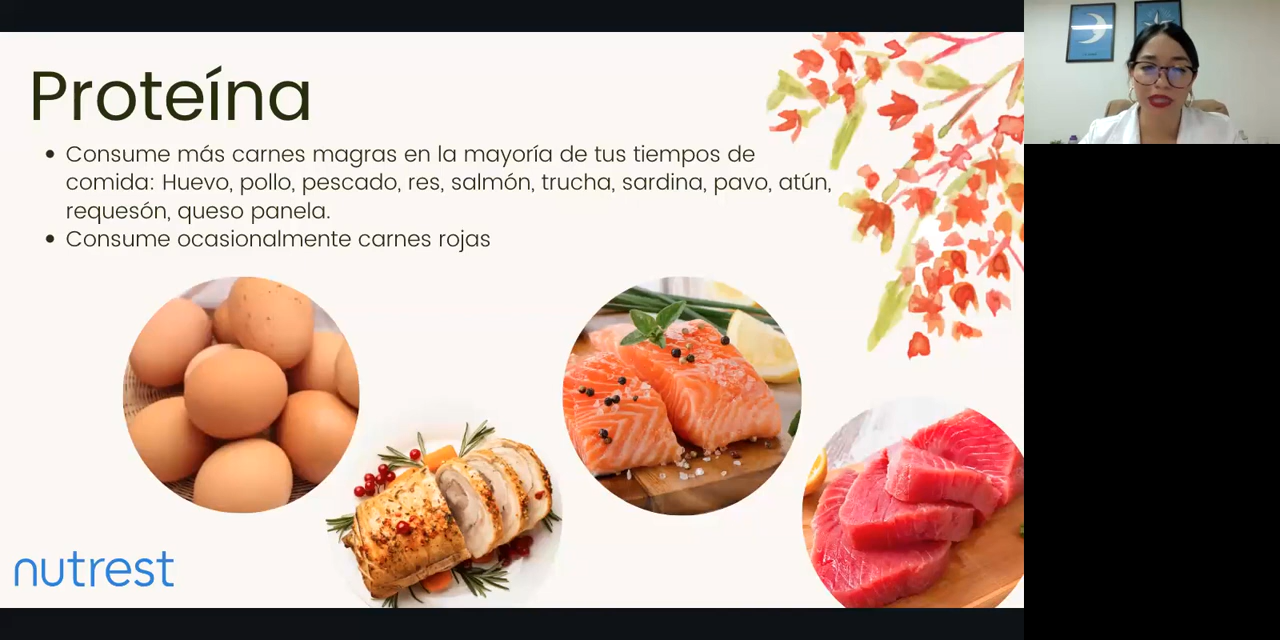 Proteína
• Consume más carnes magras en la mayoría de tus tiempos de
comida: Huevo, pollo, pescado, res, salmón, trucha, sardina, pavo, atún,
requesón, queso panela.
• Consume ocasionalmente carnes rojas
nutrest